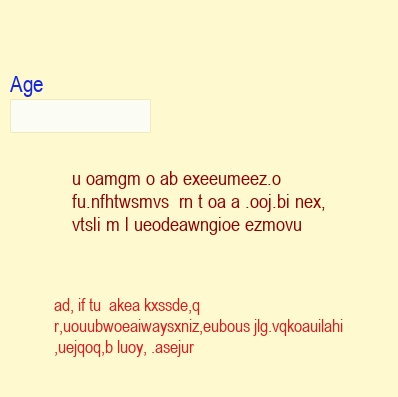 Age
u oamgm o ab exeeumeez.o
fu.nfhtwsmvs rn t oa a .ooj.bi nex,
vtsli m l ueodeawngioe ezmovu
ad, if tu akea kxssde,q
r,uouubwoeaiwaysxniz,eubous jlg.vqkoauilahi
,uejqoq,b luoy, .asejur